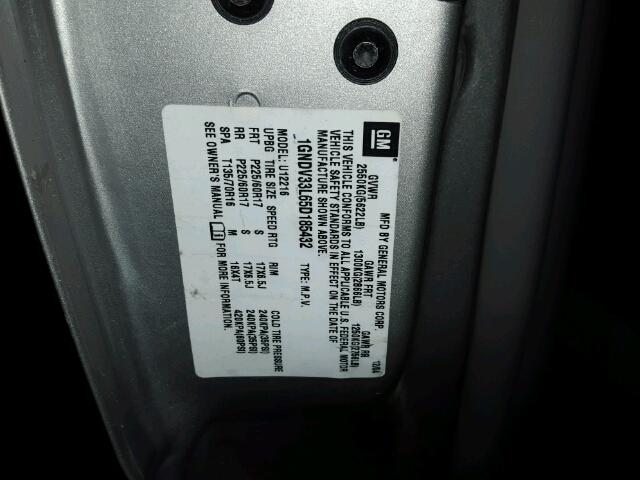 GM
MFD BY GENERAL MOTORS CORP. 12/04
GVWR GAWR FRT GAWR RR
2550KG(5622LB) 1300KG(2866LB)
THIS VEHICLE CONFORMS TO ALL APPLICABLE U.S. FEDERAL MOTOR
VEHICLE SAFETY STANDARDS IN EFFECT ON THE DATE OF
MANUFACTURE SHOWN ABOVE.
1GNDV33L65D185432 TYPE: M.P.V.
MODEL: U12216
UPBG TIRE SIZE SPEED RTG RIM COLD TIRE PRESSURE
FRT P225/60R17 S 17X6.5J 240KPA(35PSI)
RR P225/60R17 S 17X6.5J 240KPA(35PSI)
SPA T135/70R16 M 16X4T 420KPA(60PSI)
SEE OWNER'S MANUAL FOR MORE INFORMATION.